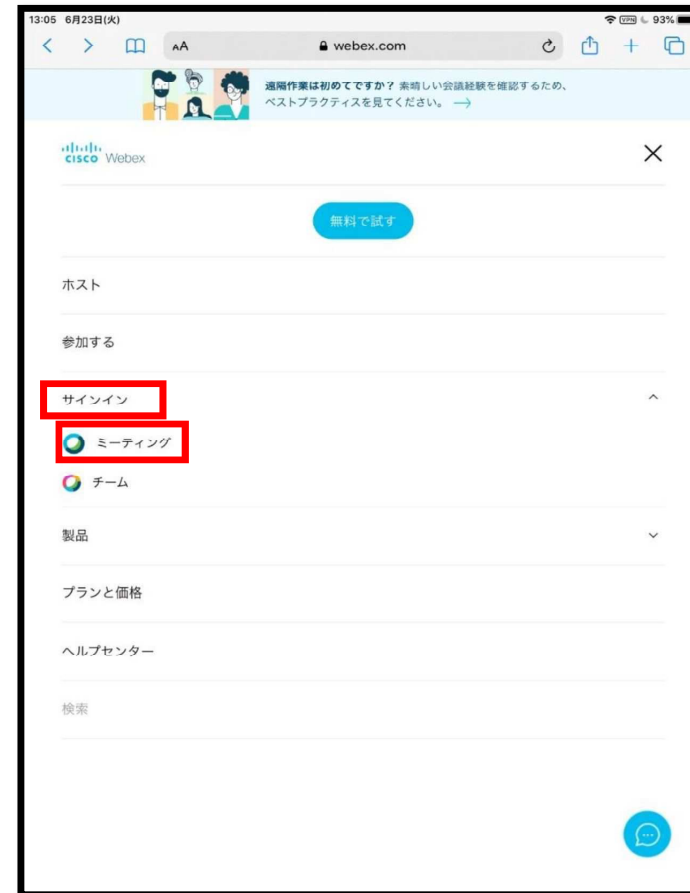 13:05 6月23日(火) VPN 93%
AA webex.com
遠隔作業は初めてですか? 素晴しい会議経験を確認するため、
ベストプラクティスを見てください。 →
CISCO Webex
無料で試す
ホスト
参加する
サインイン
ミーティング
チーム
製品
プランと価格
ヘルプセンター
検索